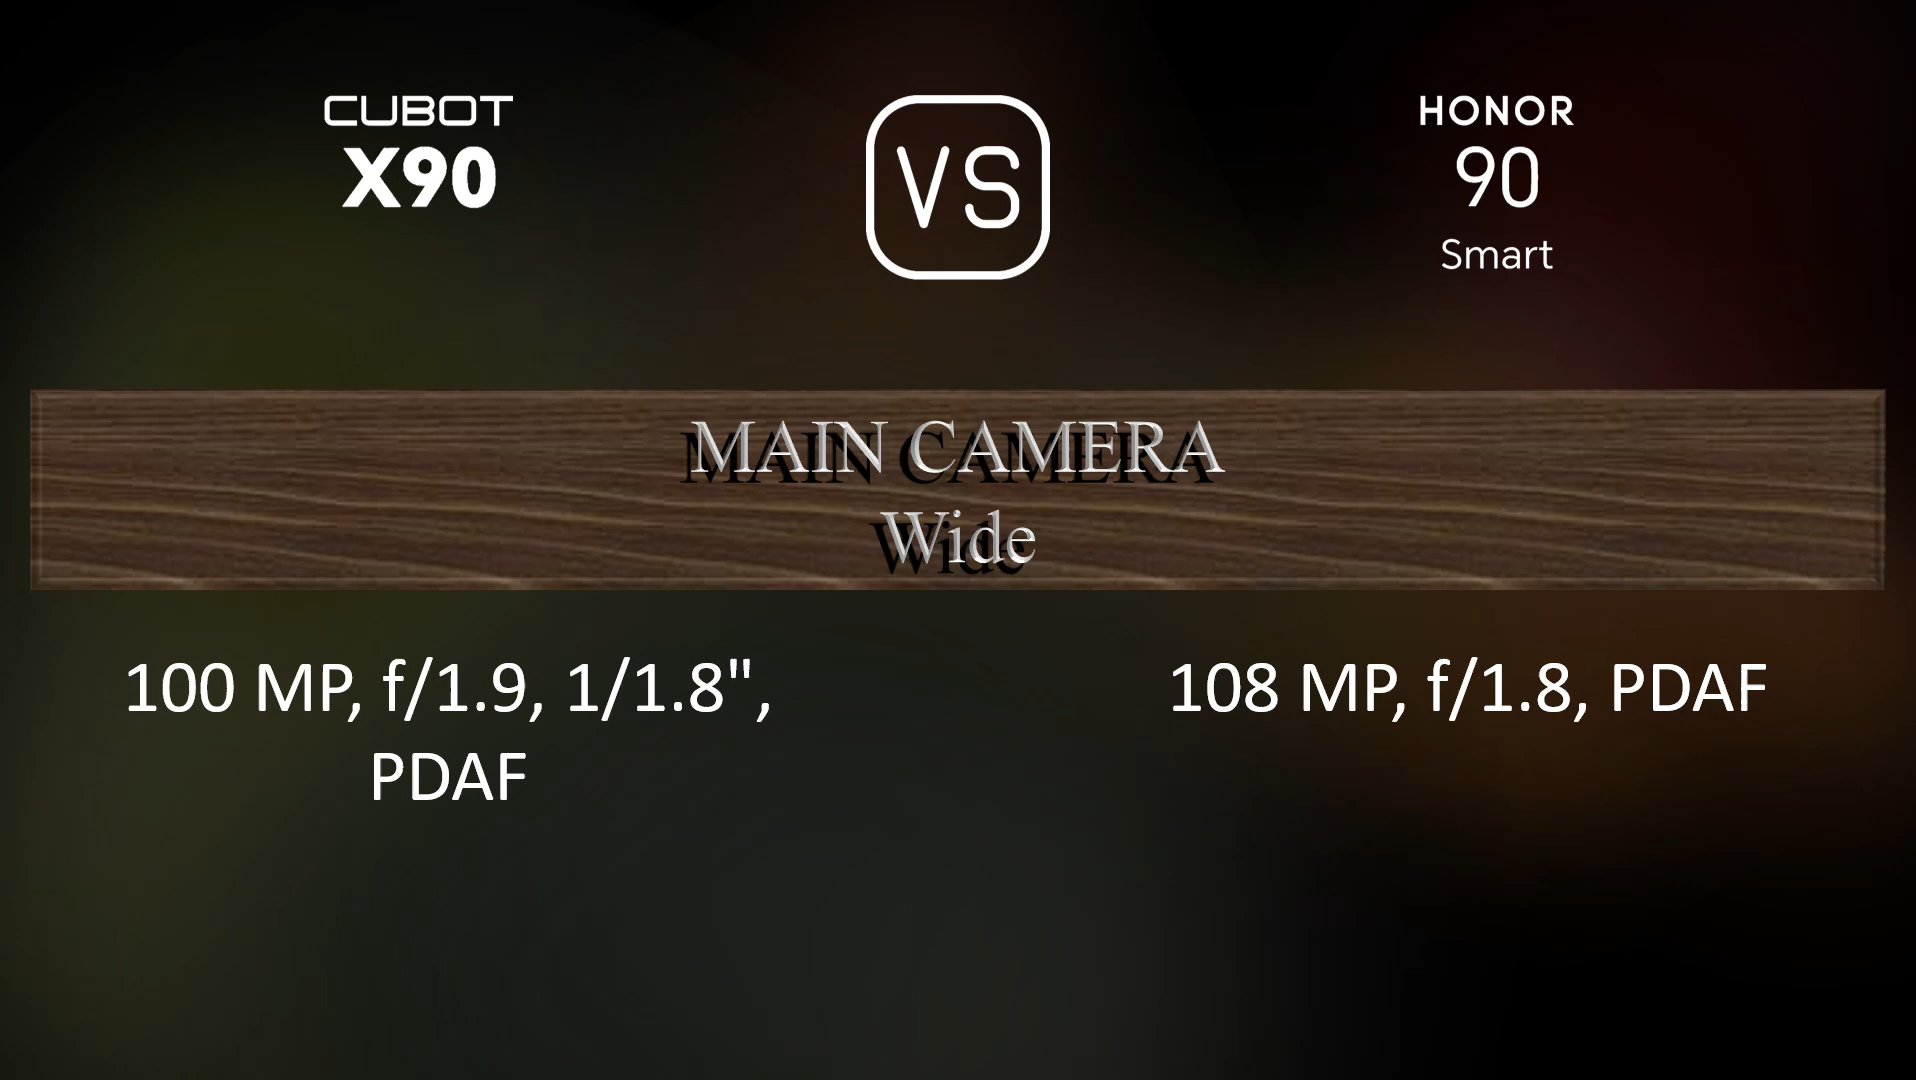 CUBOT
X90
VS
HONOR
90
Smart
MAIN CAMERA
Wide
100 MP, f/1.9, 1/1.8",
PDAF
108 MP, f/1.8, PDAF